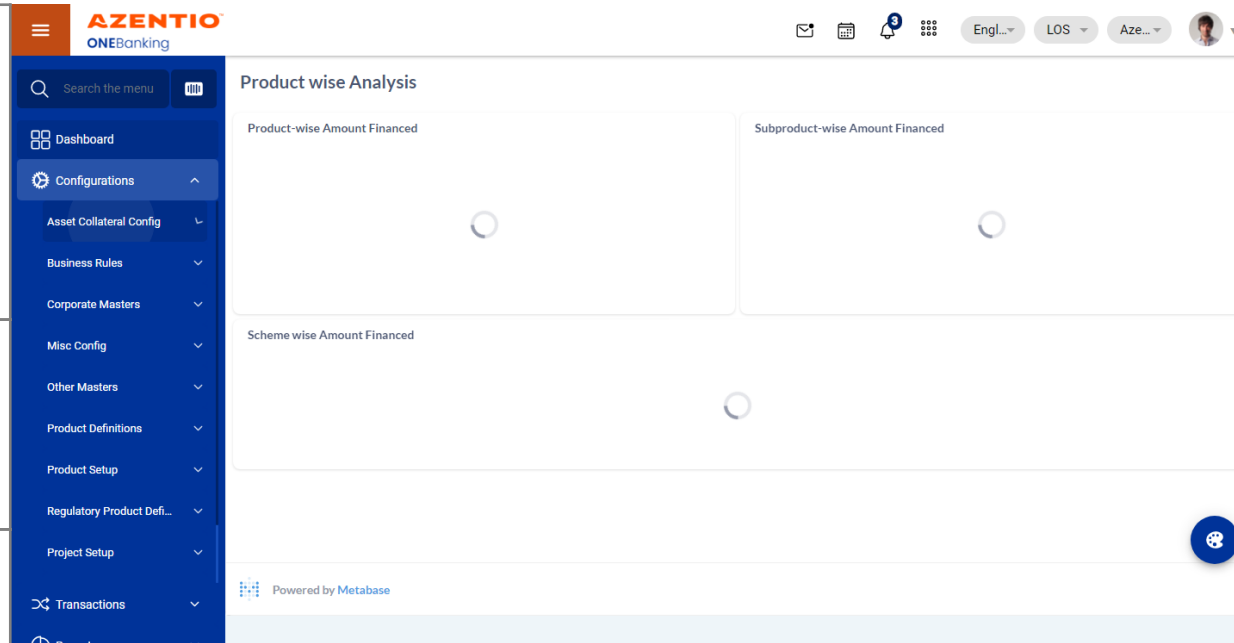 AZENTIO
ONEBanking
3
Engl...
LOS
Aze...
Search the menu
Dashboard
Configurations
Asset Collateral Config
Business Rules
Corporate Masters
Misc Config
Other Masters
Product Definitions
Product Setup
Regulatory Product Defi...
Project Setup
Transactions
Product wise Analysis
Product-wise Amount Financed
Subproduct-wise Amount Financed
Scheme wise Amount Financed
Powered by Metabase